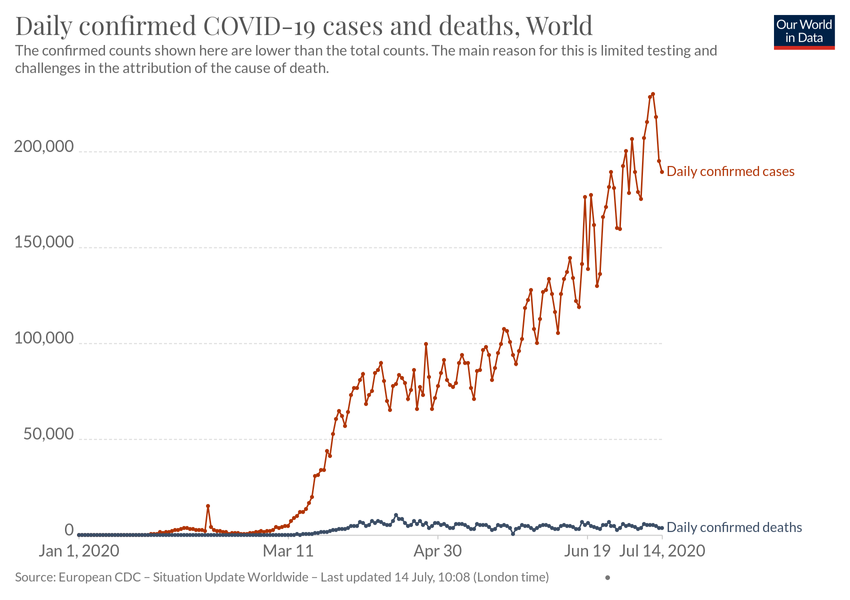 Daily confirmed COVID-19 cases and deaths, World
Our World
in Data
The confirmed counts shown here are lower than the total counts. The main reason for this is limited testing and
challenges in the attribution of the cause of death.
200,000
Daily confirmed cases
150,000
100,000
50,000
Daily confirmed deaths
0
Jan 1, 2020
Mar 11
Apr 30
Jun 19
Jul 14, 2020
Source: European CDC – Situation Update Worldwide – Last updated 14 July, 10:08 (London time)
•